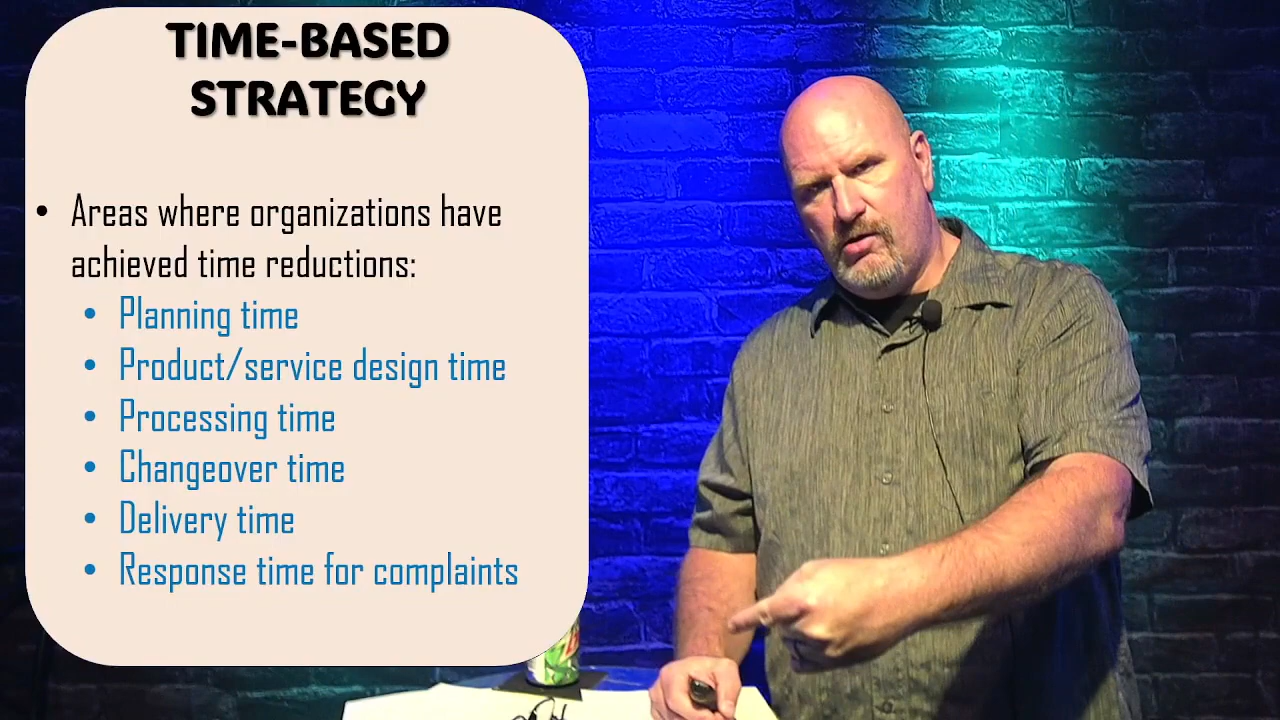 TIME-BASED
STRATEGY
• Areas where organizations have
achieved time reductions:
• Planning time
• Product/service design time
• Processing time
• Changeover time
• Delivery time
• Response time for complaints